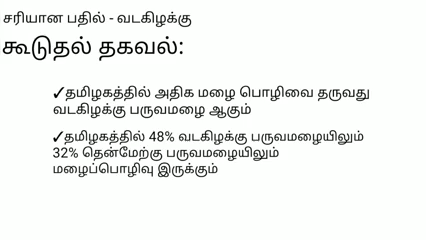 சரியான பதில் - வடகிழக்கு
கூடுதல் தகவல்:
✓தமிழகத்தில் அதிக மழை பொழிவை தருவது
வடகிழக்கு பருவமழை ஆகும்
✓தமிழகத்தில் 48% வடகிழக்கு பருவமழையிலும்
32% தென்மேற்கு பருவமழையிலும்
மழைப்பொழிவு இருக்கும்